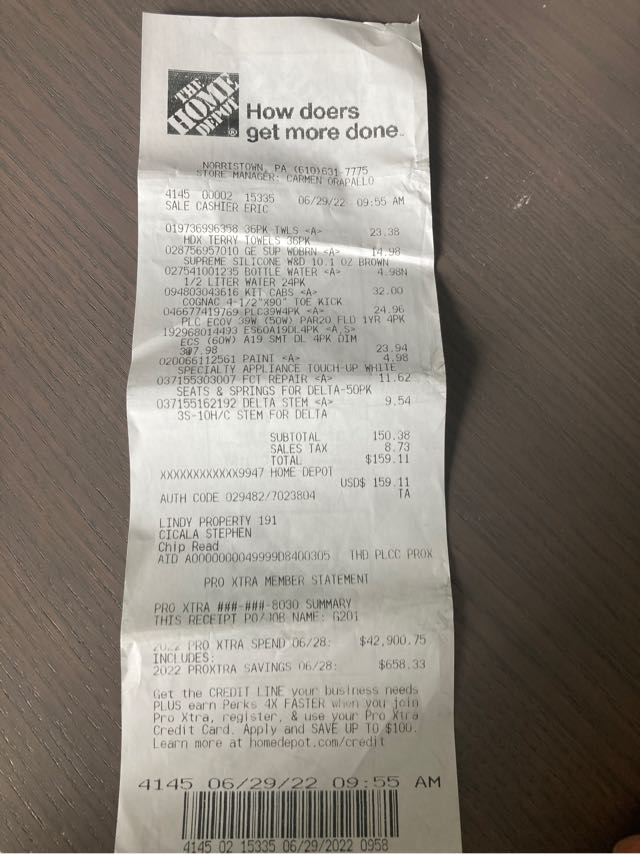 THE HOME DEPOT
How doers
get more done
NORRISTOWN, PA (610)631-7775
STORE MANAGER: CARMEN ORAPALLO
4145 00002 15335 06/29/22 09:55 AM
SALE CASHIER ERIC
019736996358 36PK TWLS <A> 23.38
HDX TERRY TOWELS 36PK
028756957010 GE SUP WDBRN <A> 14.98
SUPREME SILICONE W&D 10.1 OZ BROWN
027541001235 BOTTLE WATER <A> 4.98N
1/2 LITER WATER 24PK
094803043616 KIT CABS <A> 32.00
COGNAC 4-1/2"X90" TOE KICK
046677419769 PLC39W4PK <A> 24.96
PLC ECOV 39W (50W) PAR20 FLD 1YR 4PK
192968014493 ES60A19DL4PK <A,S>
ECS (60W) A19 SMT DL 4PK DIM
3@7.98 23.94
020066112561 PAINT <A> 4.98
SPECIALTY APPLIANCE TOUCH-UP WHITE
037155303007 FCT REPAIR <A> 11.62
SEATS & SPRINGS FOR DELTA-50PK
037155162192 DELTA STEM <A> 9.54
3S-10H/C STEM FOR DELTA
SUBTOTAL 150.38
SALES TAX 8.73
TOTAL $159.11
XXXXXXXXXXXX9947 HOME DEPOT
USD$ 159.11
AUTH CODE 029482/7023804 TA
LINDY PROPERTY 191
CICALA STEPHEN
Chip Read
AID A0000000049999D8400305 THD PLCC PROX
PRO XTRA MEMBER STATEMENT
PRO XTRA ###-###-8030 SUMMARY
THIS RECEIPT PO/JOB NAME: G201
2022 PRO XTRA SPEND 06/28: $42,900.75
INCLUDES:
2022 PROXTRA SAVINGS 06/28: $658.33
Get the CREDIT LINE your business needs
PLUS earn Perks 4X FASTER when you join
Pro Xtra, register, & use your Pro Xtra
Credit Card. Apply and SAVE UP TO $100.
Learn more at homedepot.com/credit
4145 06/29/22 09:55 AM
4145 02 15335 06/29/2022 0958